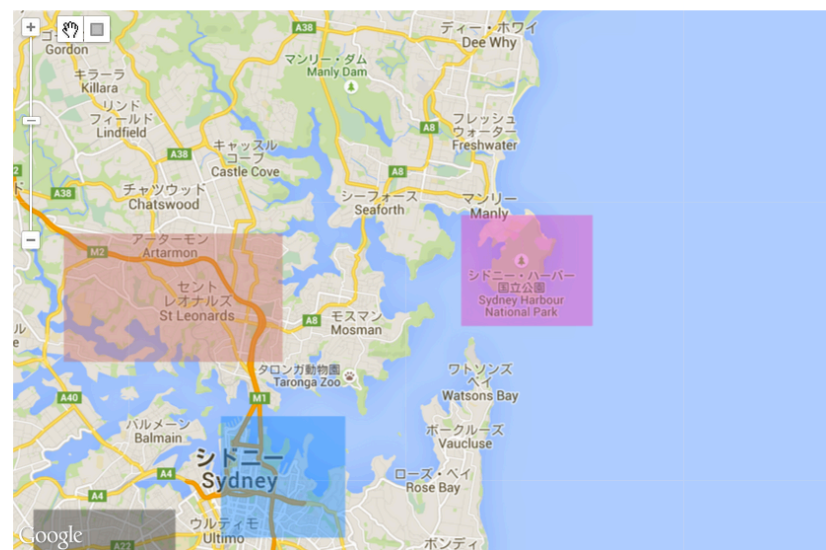 A38
ディー・ホワイ
Dee Why
Gordon
マンリー・ダム
Manly Dam
キラーラ
Killara
リンド
フィールド
Lindfield
A8
フレッシュ
ウォーター
Freshwater
A38
キャッスル
コーブ
Castle Cove
A8
A38
チャツウッド
Chatswood
シーフォース
Seaforth
マンリー
Manly
アーターモン
Artarmon
M2
シドニー・ハーバー
国立公園
Sydney Harbour
National Park
セント
レオナルズ
St Leonards
A8
モスマン
Mosman
タロンガ動物園
Taronga Zoo
ワトソンズ
ベイ
Watsons Bay
A40
M1
バルメーン
Balmain
ボークルーズ
Vaucluse
シドニー
Sydney
A4
ローズ・ベイ
Rose Bay
A4
ウルティモ
Ultimo
Google
A22
ボンディ